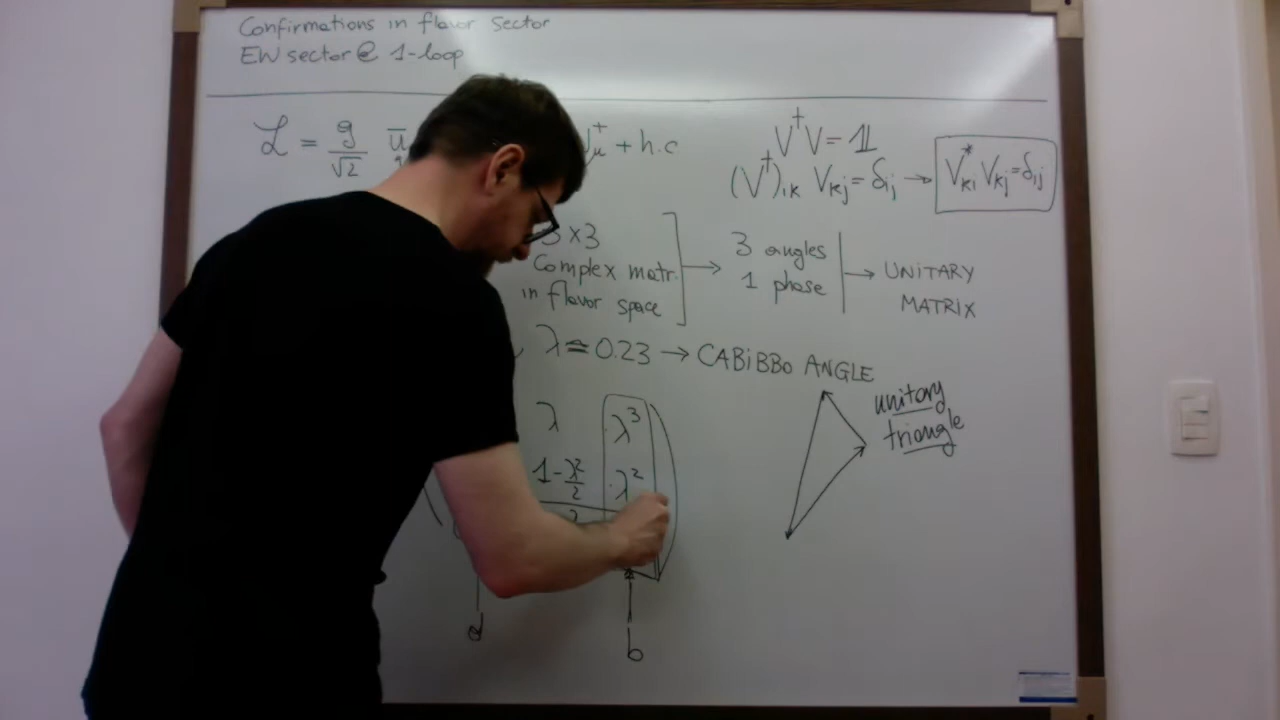 Confirmations in flavor sector
EW sector @ 1-loop
ℒ = g/√2 ū
μ⁺ + h.c
V†V = 𝟙
(V†)ik Vkj = δij → V*ki Vkj = δij
3×3
Complex matr.
in flavor space
→ 3 angles
1 phase
→ UNITARY
MATRIX
λ ≃ 0.23 → CABIBBO ANGLE
λ λ³
1-λ²/2 λ²
unitary
triangle
d
b